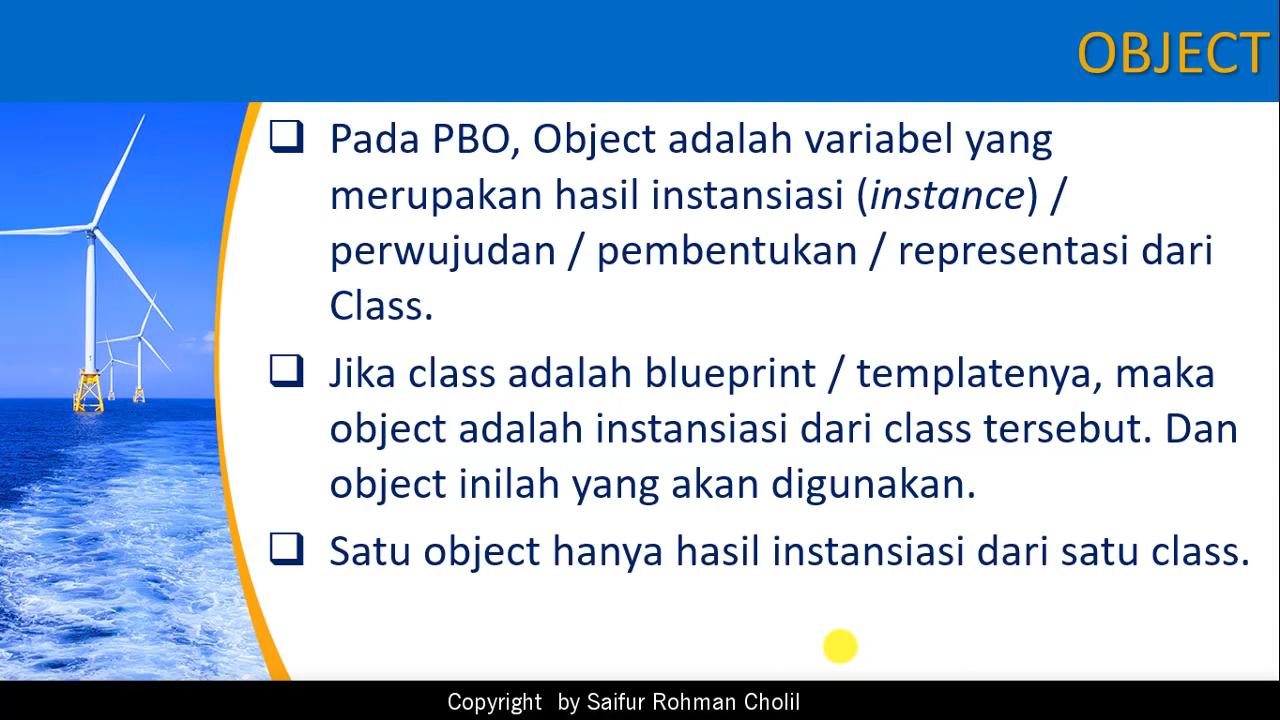 OBJECT
Pada PBO, Object adalah variabel yang
merupakan hasil instansiasi (instance) /
perwujudan / pembentukan / representasi dari
Class.
Jika class adalah blueprint / templatenya, maka
object adalah instansiasi dari class tersebut. Dan
object inilah yang akan digunakan.
Satu object hanya hasil instansiasi dari satu class.
Copyright by Saifur Rohman Cholil